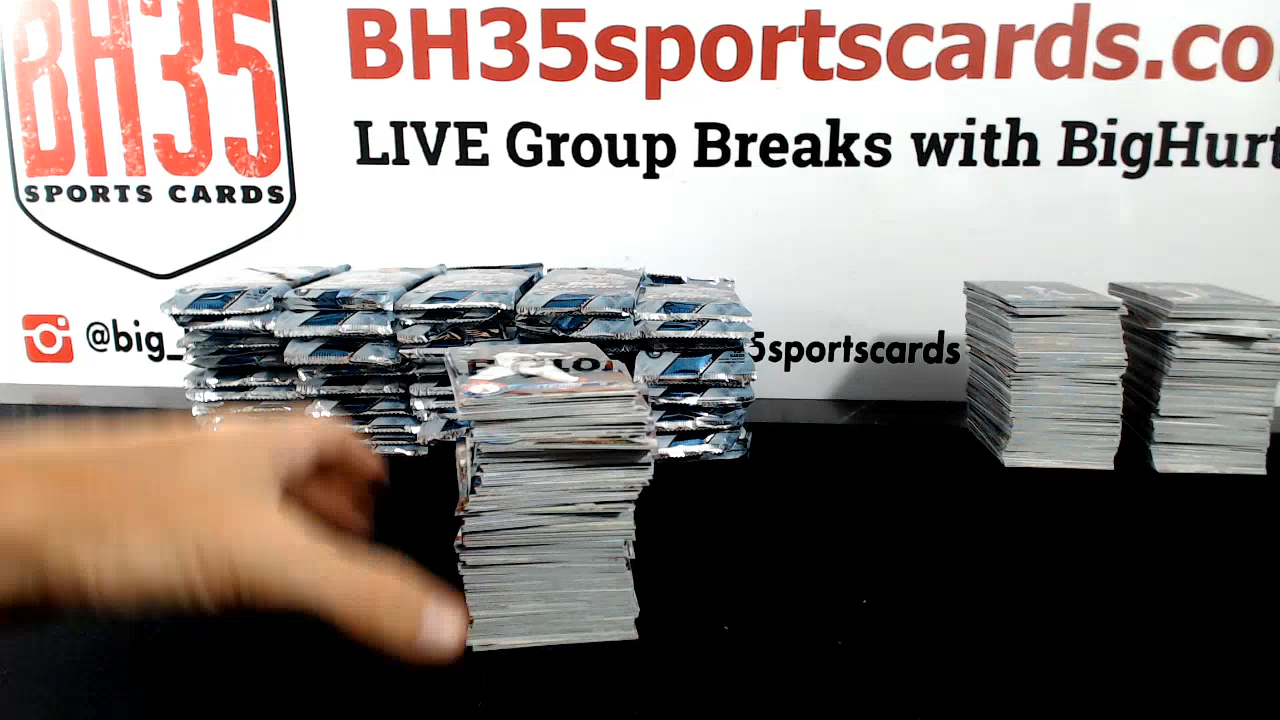 BH35
SPORTS CARDS
BH35sportscards.co
LIVE Group Breaks with BigHurt
@big_
5sportscards